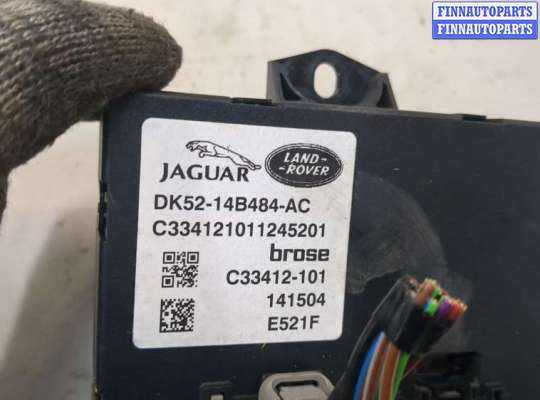 FINNAUTOPARTS
FINNAUTOPARTS
JAGUAR
LAND-
ROVER
DK52-14B484-AC
C334121011245201
brose
C33412-101
141504
E521F